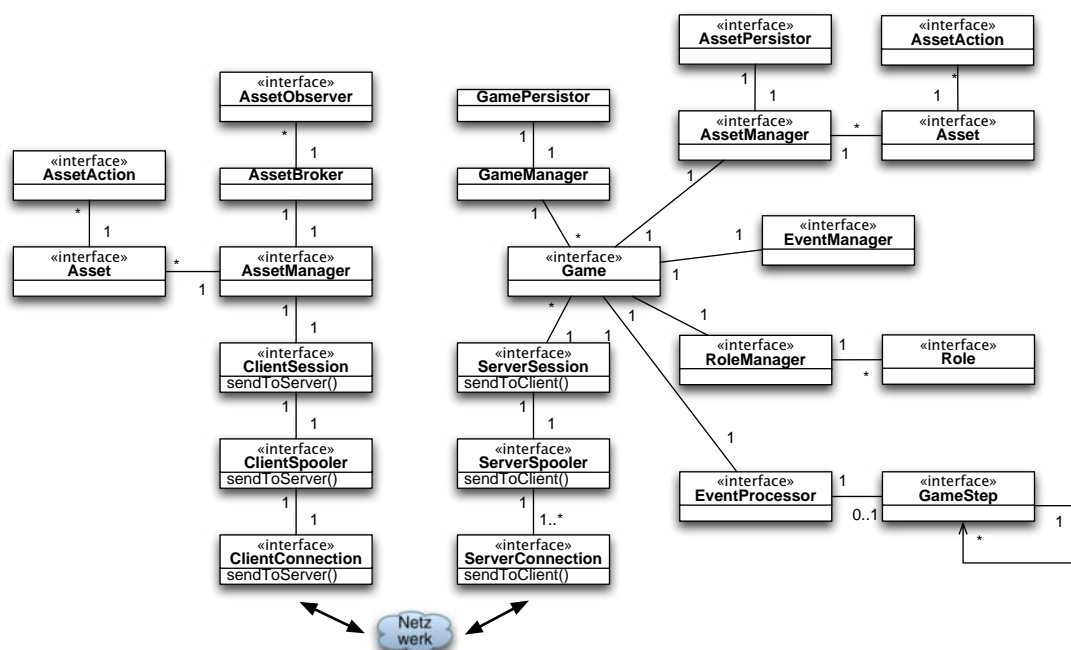 «interface»
AssetPersistor
«interface»
AssetAction
«interface»
AssetObserver
GamePersistor
1
1
*
1
«interface»
AssetManager
«interface»
Asset
*
1
*
1
1
1
«interface»
AssetAction
AssetBroker
GameManager
*
1
1
1
1
*
1
1
«interface»
EventManager
1
1
«interface»
Asset
*
1
«interface»
AssetManager
«interface»
Game
1
1
*
1
1
1
1
«interface»
ClientSession
sendToServer()
«interface»
ServerSession
sendToClient()
«interface»
RoleManager
1
*
«interface»
Role
1
1
1
1
1
«interface»
ClientSpooler
sendToServer()
«interface»
ServerSpooler
sendToClient()
«interface»
EventProcessor
1
0..1
«interface»
GameStep
1
*
1
1
1
1..*
«interface»
ClientConnection
sendToServer()
«interface»
ServerConnection
sendToClient()
Netz
werk